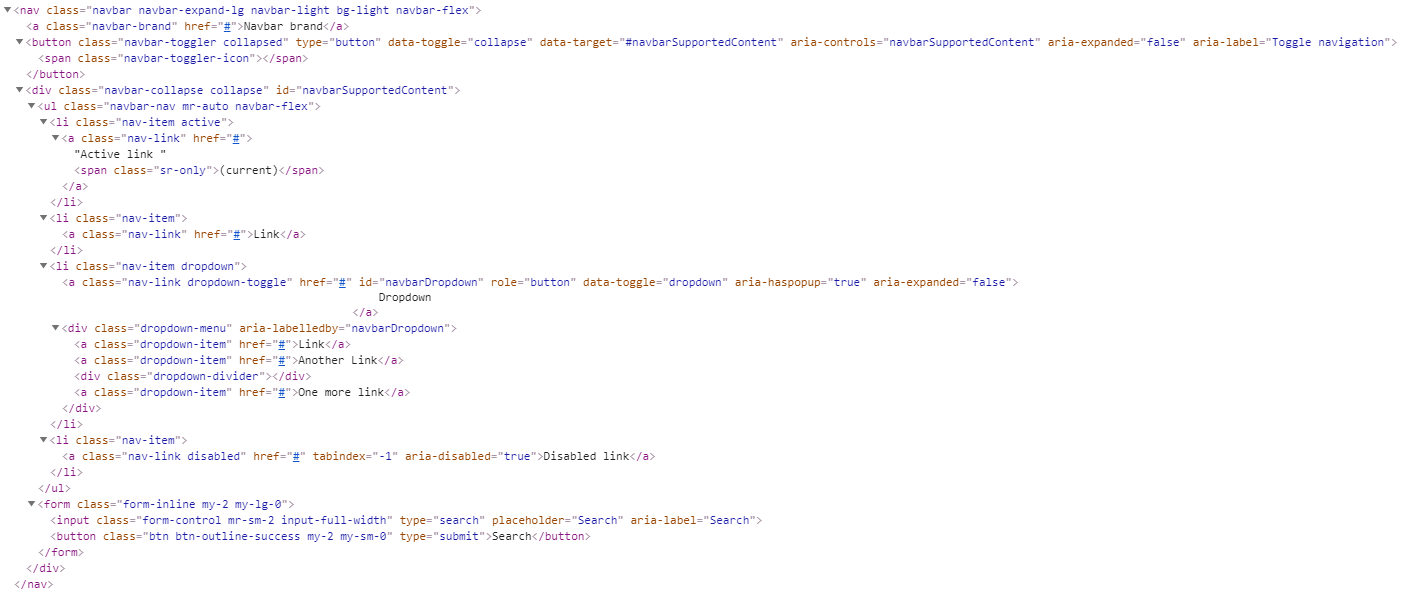 <nav class="navbar navbar-expand-lg navbar-light bg-light navbar-flex">
<a class="navbar-brand" href="#">Navbar brand</a>
<button class="navbar-toggler collapsed" type="button" data-toggle="collapse" data-target="#navbarSupportedContent" aria-controls="navbarSupportedContent" aria-expanded="false" aria-label="Toggle navigation">
<span class="navbar-toggler-icon"></span>
</button>
<div class="navbar-collapse collapse" id="navbarSupportedContent">
<ul class="navbar-nav mr-auto navbar-flex">
<li class="nav-item active">
<a class="nav-link" href="#">
"Active link "
<span class="sr-only">(current)</span>
</a>
</li>
<li class="nav-item">
<a class="nav-link" href="#">Link</a>
</li>
<li class="nav-item dropdown">
<a class="nav-link dropdown-toggle" href="#" id="navbarDropdown" role="button" data-toggle="dropdown" aria-haspopup="true" aria-expanded="false">
Dropdown
</a>
<div class="dropdown-menu" aria-labelledby="navbarDropdown">
<a class="dropdown-item" href="#">Link</a>
<a class="dropdown-item" href="#">Another Link</a>
<div class="dropdown-divider"></div>
<a class="dropdown-item" href="#">One more link</a>
</div>
</li>
<li class="nav-item">
<a class="nav-link disabled" href="#" tabindex="-1" aria-disabled="true">Disabled link</a>
</li>
</ul>
<form class="form-inline my-2 my-lg-0">
<input class="form-control mr-sm-2 input-full-width" type="search" placeholder="Search" aria-label="Search">
<button class="btn btn-outline-success my-2 my-sm-0" type="submit">Search</button>
</form>
</div>
</nav>